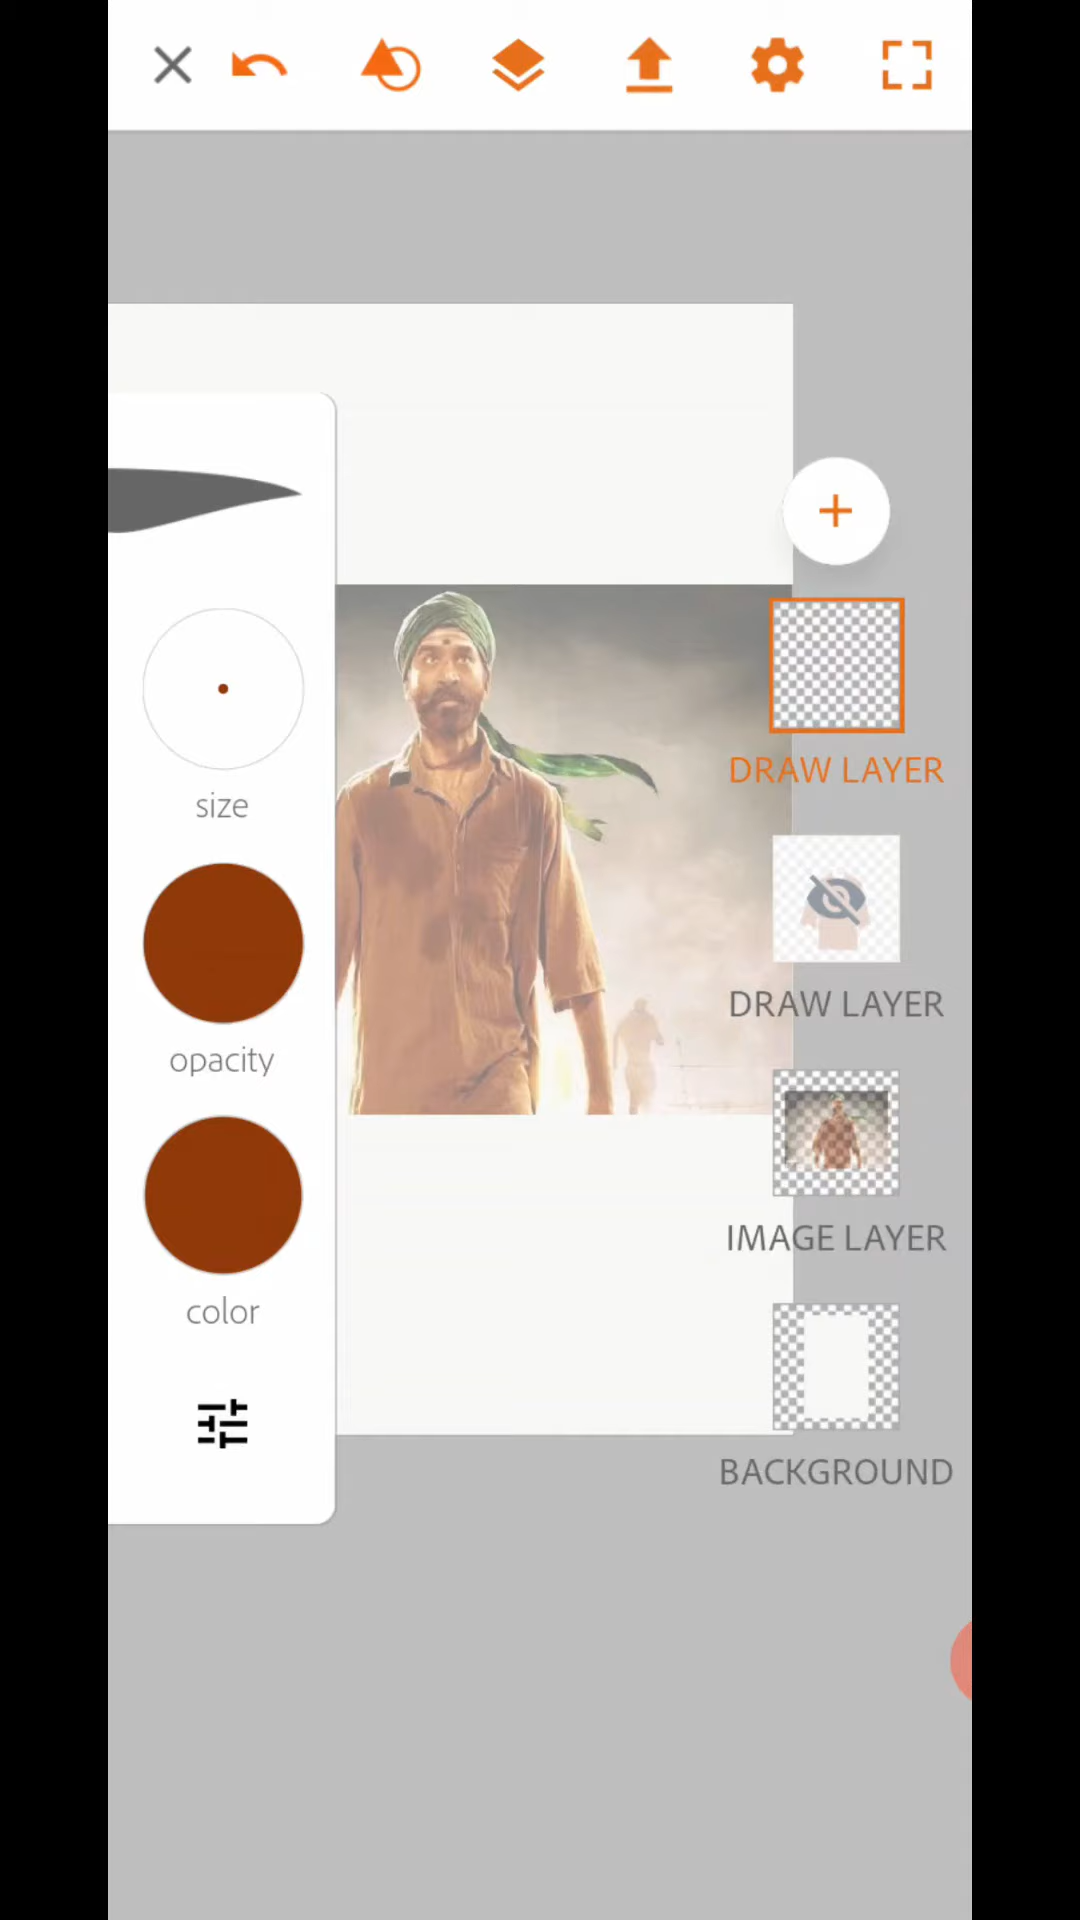 size
opacity
color
DRAW LAYER
DRAW LAYER
IMAGE LAYER
BACKGROUND